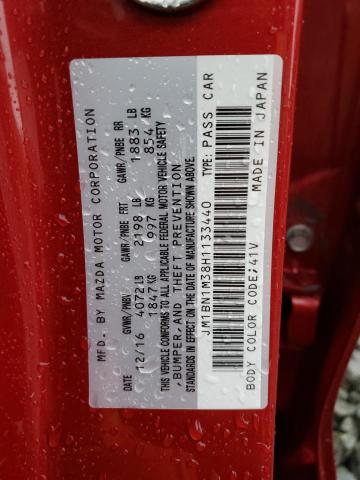 MFD. BY MAZDA MOTOR CORPORATION
DATE GVWR/PNBV GAWR/PNBE FRT GAWR/PNBE RR
12/16 4072LB 2198 LB 1883 LB
1847KG 997 KG 854 KG
THIS VEHICLE CONFORMS TO ALL APPLICABLE FEDERAL MOTOR VEHICLE SAFETY
,BUMPER,AND THEFT PREVENTION
STANDARDS IN EFFECT ON THE DATE OF MANUFACTURE SHOWN ABOVE.
JM1BN1M38H1133440 TYPE: PASS CAR
BODY COLOR CODE;41V MADE IN JAPAN